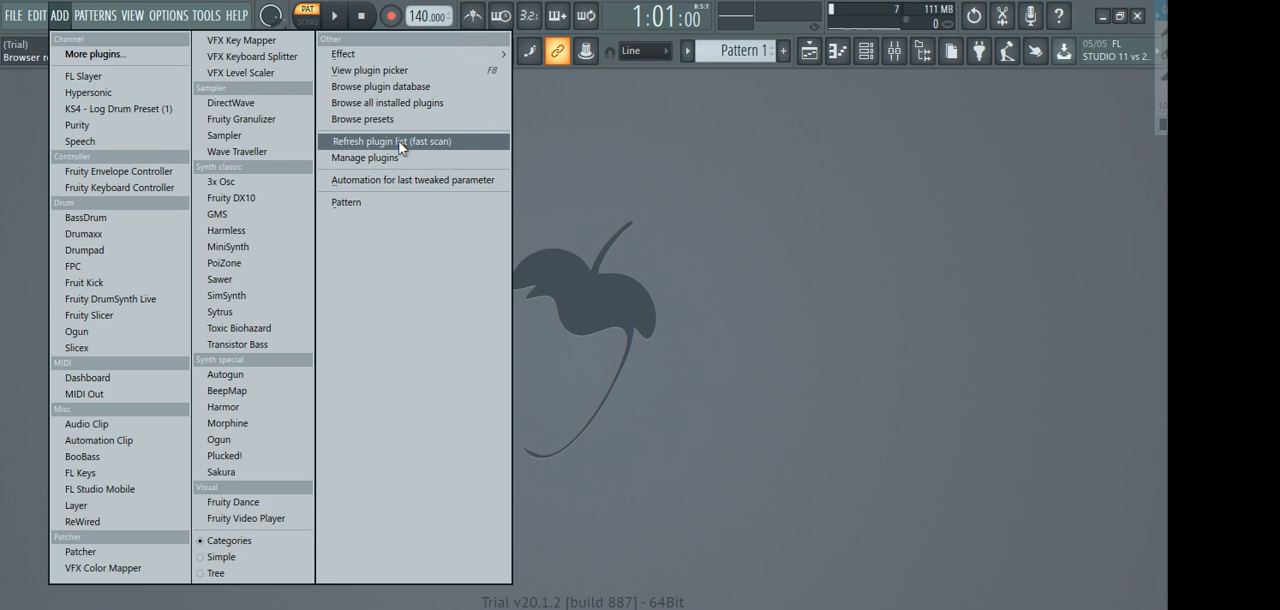 FILE EDIT ADD PATTERNS VIEW OPTIONS TOOLS HELP
PAT
SONG
140.000
3.2
1:01:00
B:S:T
7
111 MB
0
(Trial)
Browser
Line
Pattern 1
05/05 FL
STUDIO 11 vs 2..
Channel
More plugins...
FL Slayer
Hypersonic
KS4 - Log Drum Preset (1)
Purity
Speech
Controller
Fruity Envelope Controller
Fruity Keyboard Controller
Drum
BassDrum
Drumaxx
Drumpad
FPC
Fruit Kick
Fruity DrumSynth Live
Fruity Slicer
Ogun
Slicex
MIDI
Dashboard
MIDI Out
Misc
Audio Clip
Automation Clip
BooBass
FL Keys
FL Studio Mobile
Layer
ReWired
Patcher
Patcher
VFX Color Mapper
VFX Key Mapper
VFX Keyboard Splitter
VFX Level Scaler
Sampler
DirectWave
Fruity Granulizer
Sampler
Wave Traveller
Synth classic
3x Osc
Fruity DX10
GMS
Harmless
MiniSynth
PoiZone
Sawer
SimSynth
Sytrus
Toxic Biohazard
Transistor Bass
Synth special
Autogun
BeepMap
Harmor
Morphine
Ogun
Plucked!
Sakura
Visual
Fruity Dance
Fruity Video Player
Categories
Simple
Tree
Other
Effect
View plugin picker F8
Browse plugin database
Browse all installed plugins
Browse presets
Refresh plugin list (fast scan)
Manage plugins
Automation for last tweaked parameter
Pattern
Trial v20.1.2 [build 887] - 64Bit